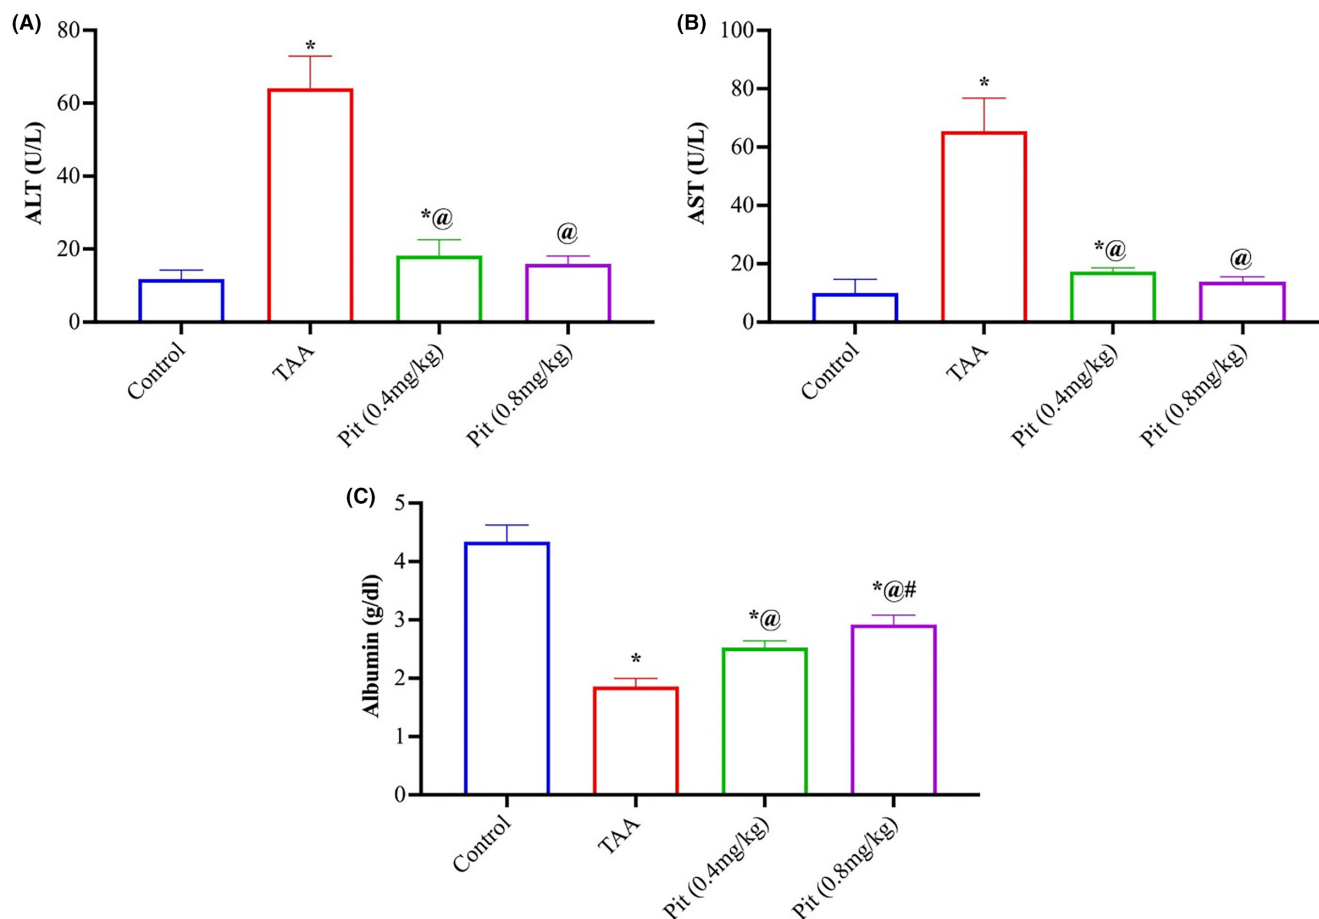 (A)
ALT (U/L)
80
60
40
20
0
*
*@
@
Control
TAA
Pit (0.4mg/kg)
Pit (0.8mg/kg)
(B)
AST (U/L)
100
80
60
40
20
0
*
*@
@
Control
TAA
Pit (0.4mg/kg)
Pit (0.8mg/kg)
(C)
Albumin (g/dl)
5
4
3
2
1
0
*
*@
*@#
Control
TAA
Pit (0.4mg/kg)
Pit (0.8mg/kg)